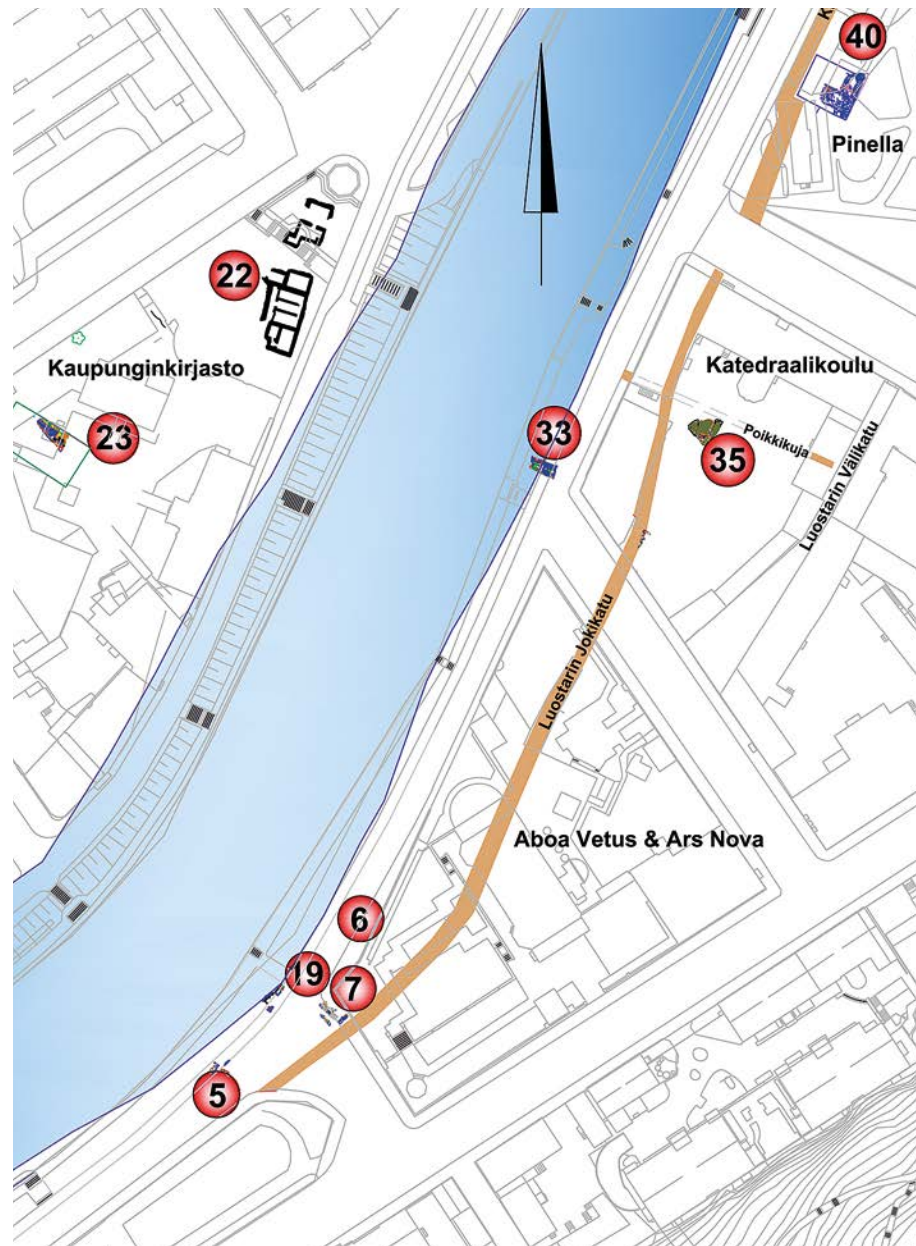 40
Pinella
22
Kaupunginkirjasto
Katedraalikoulu
23
33
35
Poikkikuja
Luostarin Välikatu
Luostarin Jokikatu
Aboa Vetus & Ars Nova
6
19
7
5